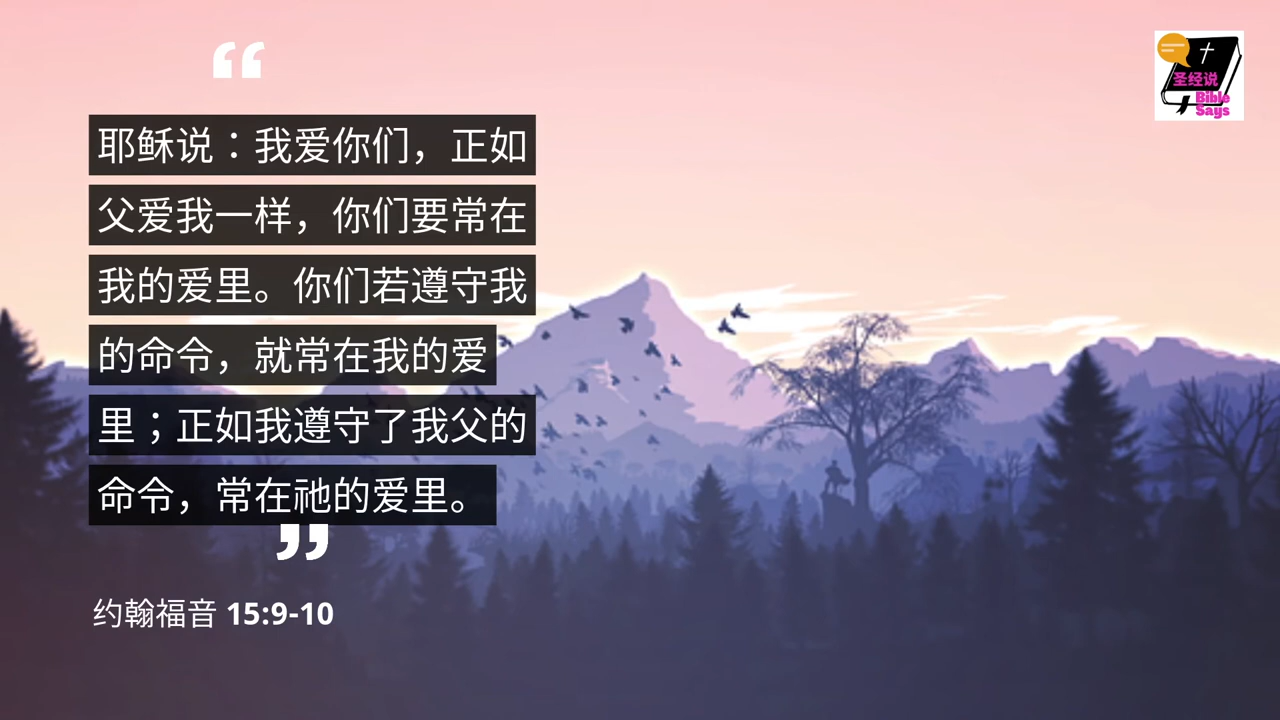 圣经说
Bible
Says
“
耶稣说：我爱你们，正如
父爱我一样，你们要常在
我的爱里。你们若遵守我
的命令，就常在我的爱
里；正如我遵守了我父的
命令，常在祂的爱里。
”
约翰福音 15:9-10